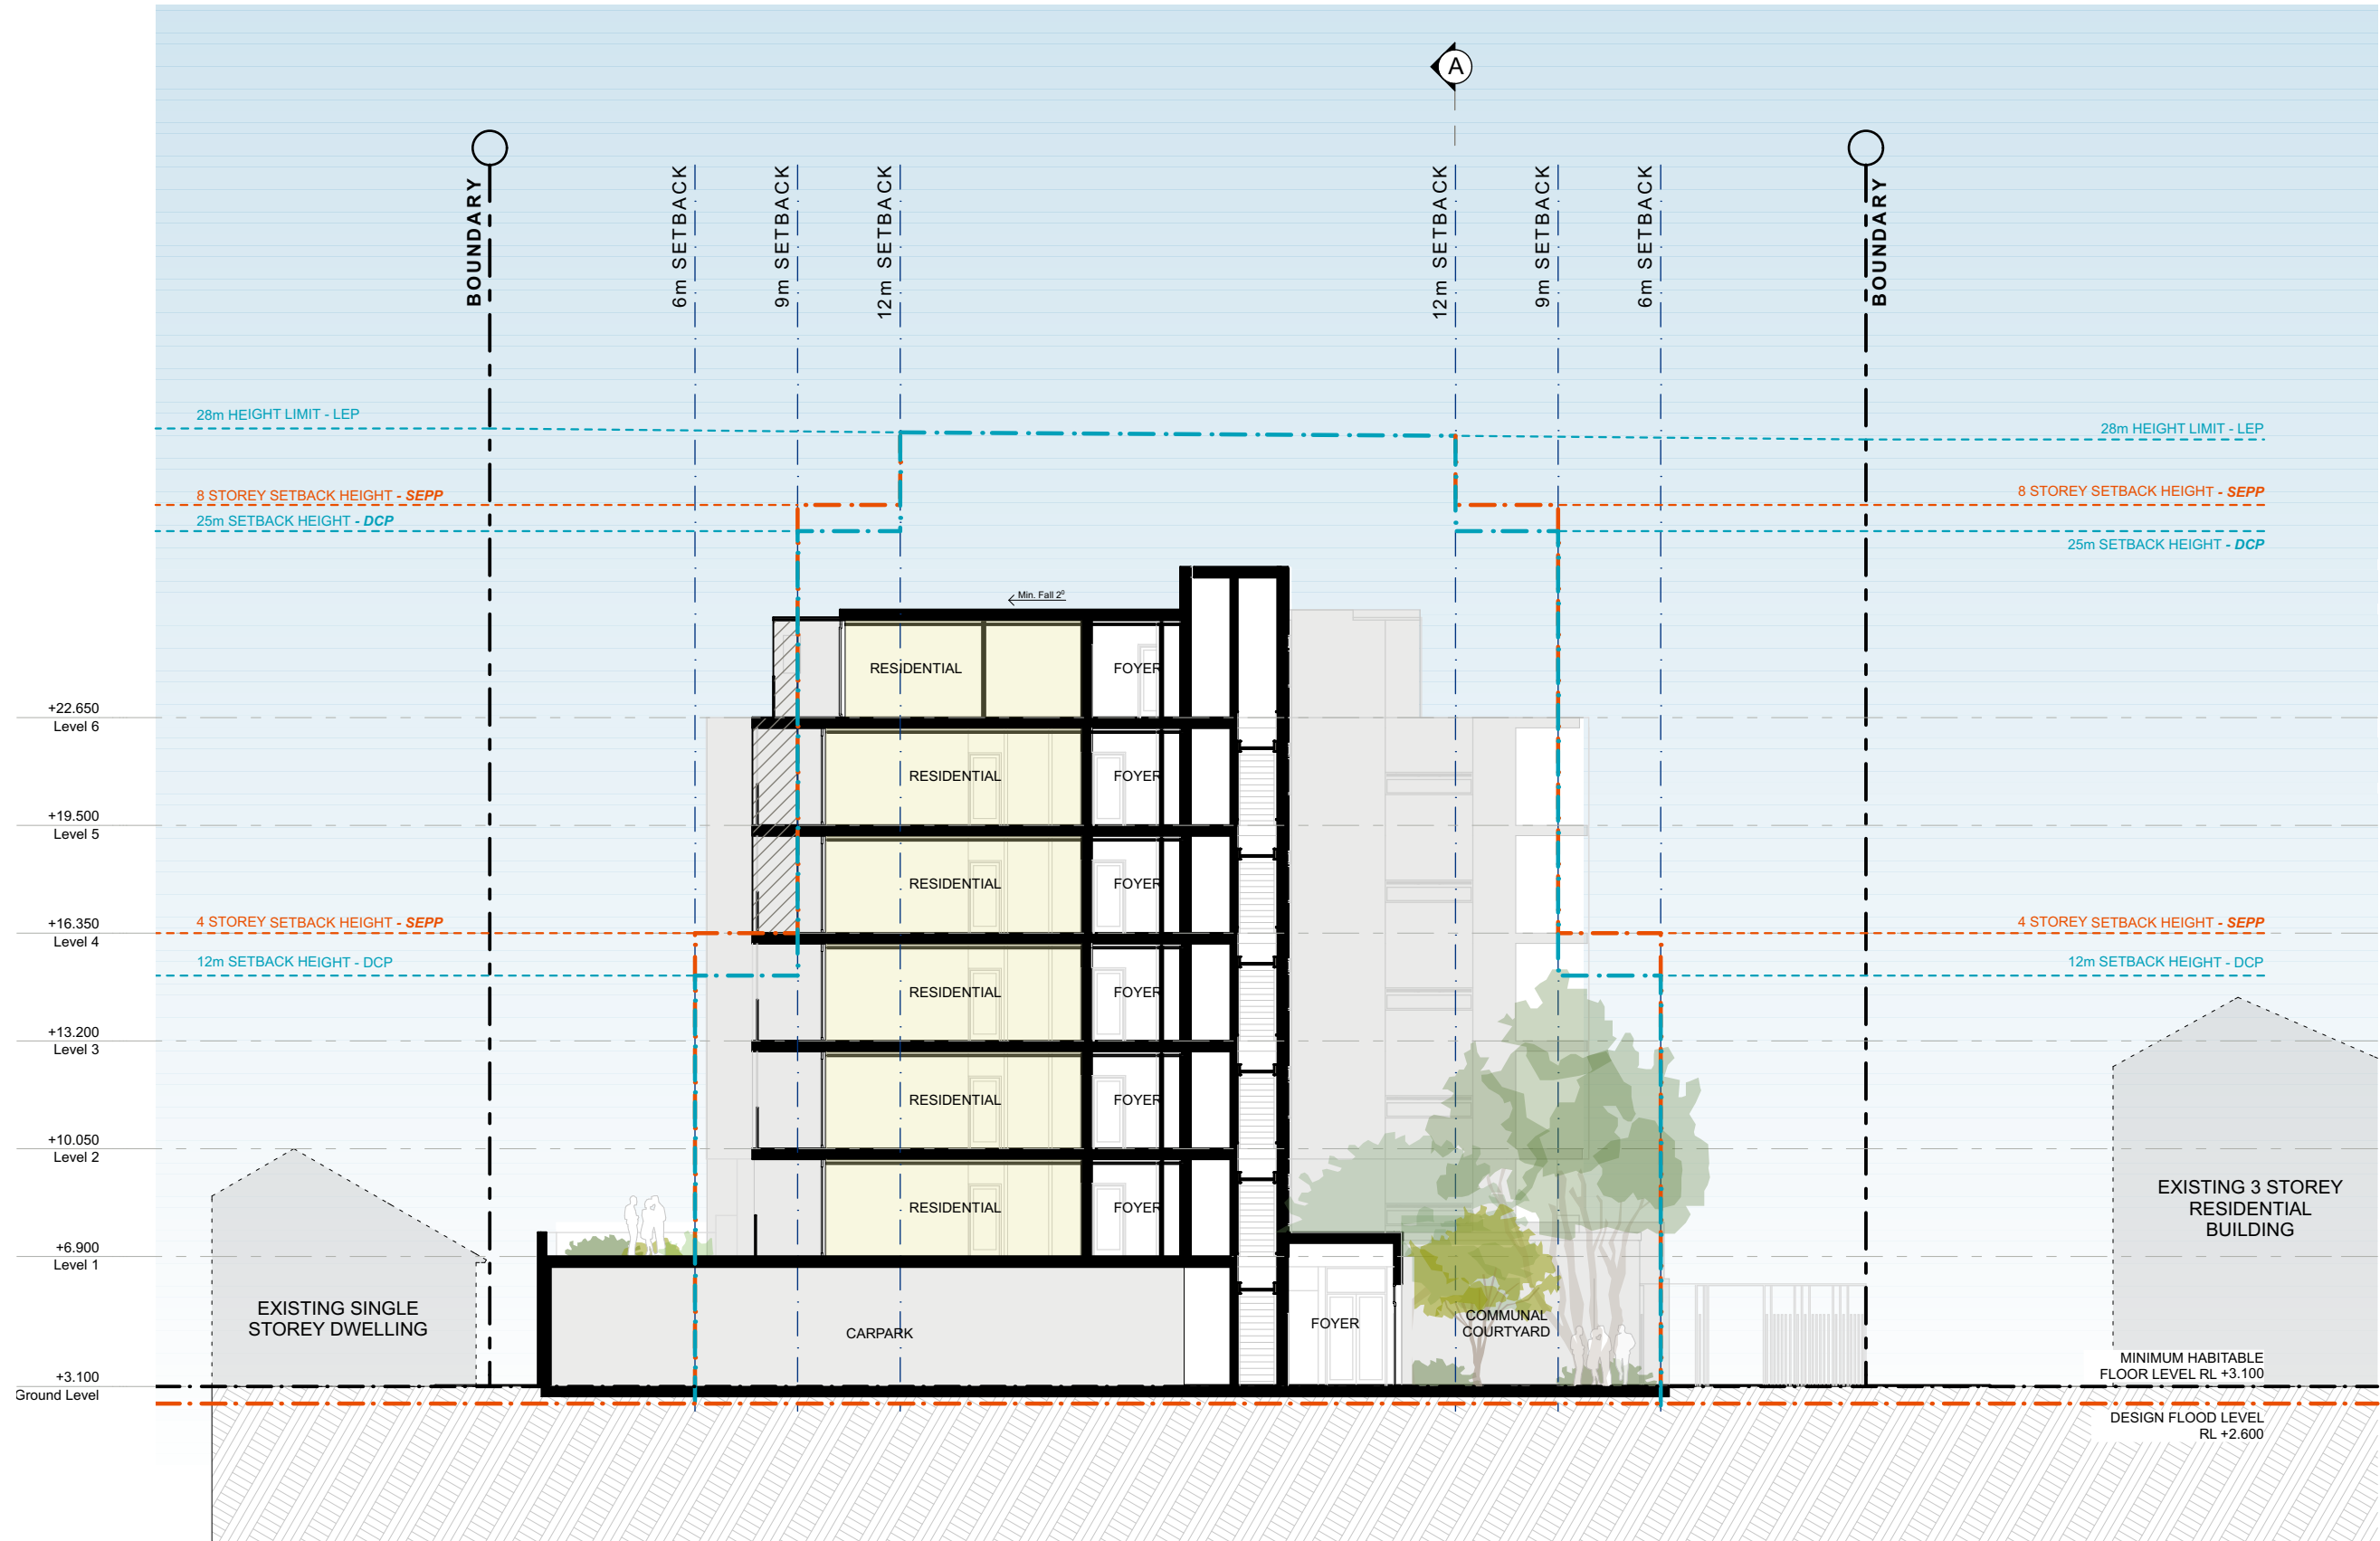 A
BOUNDARY
6m SETBACK
9m SETBACK
12m SETBACK
12m SETBACK
9m SETBACK
6m SETBACK
BOUNDARY
28m HEIGHT LIMIT - LEP
28m HEIGHT LIMIT - LEP
8 STOREY SETBACK HEIGHT - SEPP
8 STOREY SETBACK HEIGHT - SEPP
25m SETBACK HEIGHT - DCP
25m SETBACK HEIGHT - DCP
Min. Fall 2⁰
RESIDENTIAL
FOYER
+22.650
Level 6
RESIDENTIAL
FOYER
+19.500
Level 5
RESIDENTIAL
FOYER
4 STOREY SETBACK HEIGHT - SEPP
4 STOREY SETBACK HEIGHT - SEPP
+16.350
Level 4
12m SETBACK HEIGHT - DCP
12m SETBACK HEIGHT - DCP
RESIDENTIAL
FOYER
+13.200
Level 3
RESIDENTIAL
FOYER
+10.050
Level 2
RESIDENTIAL
FOYER
EXISTING 3 STOREY
RESIDENTIAL
BUILDING
+6.900
Level 1
EXISTING SINGLE
STOREY DWELLING
CARPARK
FOYER
COMMUNAL
COURTYARD
MINIMUM HABITABLE
FLOOR LEVEL RL +3.100
+3.100
Ground Level
DESIGN FLOOD LEVEL
RL +2.600